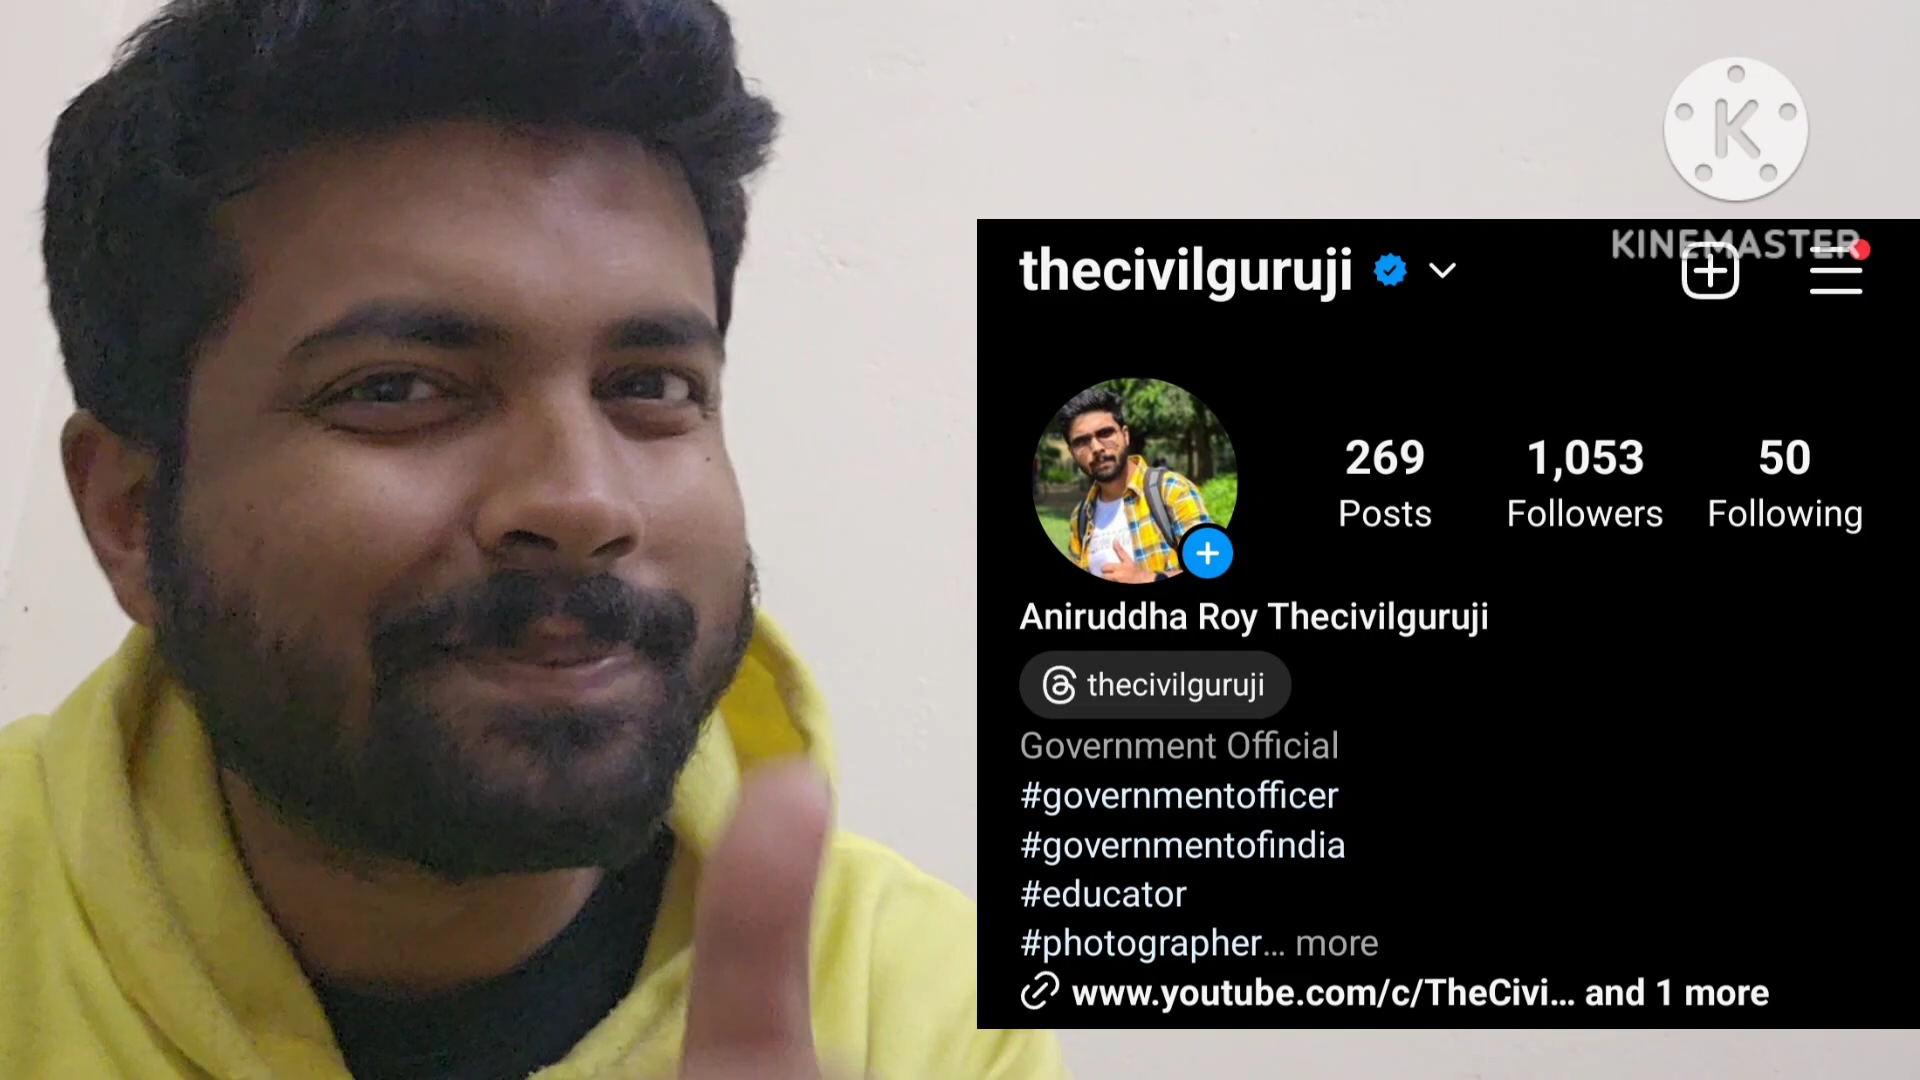 K
KINEMASTER
thecivilguruji
269 1,053 50
Posts Followers Following
Aniruddha Roy Thecivilguruji
thecivilguruji
Government Official
#governmentofficer
#governmentofindia
#educator
#photographer... more
www.youtube.com/c/TheCivi... and 1 more